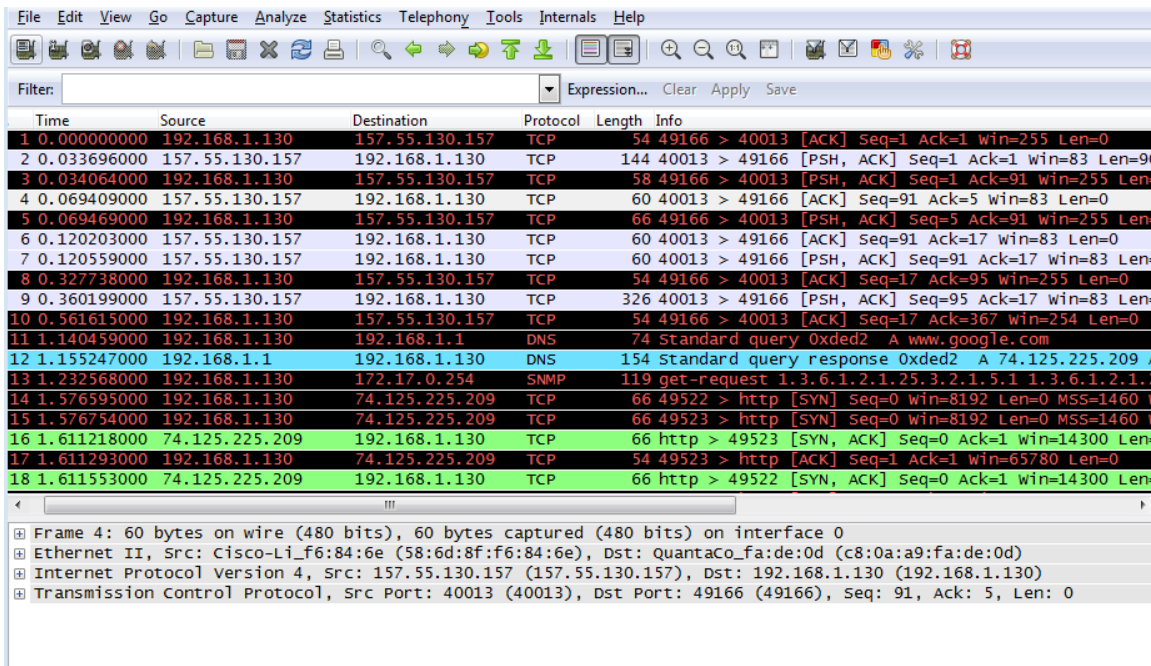 File Edit View Go Capture Analyze Statistics Telephony Tools Internals Help
Filter: Expression... Clear Apply Save
Time Source Destination Protocol Length Info
1 0.000000000 192.168.1.130 157.55.130.157 TCP 54 49166 > 40013 [ACK] Seq=1 Ack=1 Win=255 Len=0
2 0.033696000 157.55.130.157 192.168.1.130 TCP 144 40013 > 49166 [PSH, ACK] Seq=1 Ack=1 Win=83 Len=90
3 0.034064000 192.168.1.130 157.55.130.157 TCP 58 49166 > 40013 [PSH, ACK] Seq=1 Ack=91 Win=255 Len=
4 0.069409000 157.55.130.157 192.168.1.130 TCP 60 40013 > 49166 [ACK] Seq=91 Ack=5 Win=83 Len=0
5 0.069469000 192.168.1.130 157.55.130.157 TCP 66 49166 > 40013 [PSH, ACK] Seq=5 Ack=91 Win=255 Len=
6 0.120203000 157.55.130.157 192.168.1.130 TCP 60 40013 > 49166 [ACK] Seq=91 Ack=17 Win=83 Len=0
7 0.120559000 157.55.130.157 192.168.1.130 TCP 60 40013 > 49166 [PSH, ACK] Seq=91 Ack=17 Win=83 Len=
8 0.327738000 192.168.1.130 157.55.130.157 TCP 54 49166 > 40013 [ACK] Seq=17 Ack=95 Win=255 Len=0
9 0.360199000 157.55.130.157 192.168.1.130 TCP 326 40013 > 49166 [PSH, ACK] Seq=95 Ack=17 Win=83 Len=
10 0.561615000 192.168.1.130 157.55.130.157 TCP 54 49166 > 40013 [ACK] Seq=17 Ack=367 Win=254 Len=0
11 1.140459000 192.168.1.130 192.168.1.1 DNS 74 Standard query 0xded2 A www.google.com
12 1.155247000 192.168.1.1 192.168.1.130 DNS 154 Standard query response 0xded2 A 74.125.225.209 A
13 1.232568000 192.168.1.130 172.17.0.254 SNMP 119 get-request 1.3.6.1.2.1.25.3.2.1.5.1 1.3.6.1.2.1.
14 1.576595000 192.168.1.130 74.125.225.209 TCP 66 49522 > http [SYN] Seq=0 Win=8192 Len=0 MSS=1460 W
15 1.576754000 192.168.1.130 74.125.225.209 TCP 66 49523 > http [SYN] Seq=0 Win=8192 Len=0 MSS=1460 W
16 1.611218000 74.125.225.209 192.168.1.130 TCP 66 http > 49523 [SYN, ACK] Seq=0 Ack=1 Win=14300 Len=
17 1.611293000 192.168.1.130 74.125.225.209 TCP 54 49523 > http [ACK] Seq=1 Ack=1 Win=65780 Len=0
18 1.611553000 74.125.225.209 192.168.1.130 TCP 66 http > 49522 [SYN, ACK] Seq=0 Ack=1 Win=14300 Len=
Frame 4: 60 bytes on wire (480 bits), 60 bytes captured (480 bits) on interface 0
Ethernet II, Src: Cisco-Li_f6:84:6e (58:6d:8f:f6:84:6e), Dst: QuantaCo_fa:de:0d (c8:0a:a9:fa:de:0d)
Internet Protocol Version 4, Src: 157.55.130.157 (157.55.130.157), Dst: 192.168.1.130 (192.168.1.130)
Transmission Control Protocol, Src Port: 40013 (40013), Dst Port: 49166 (49166), Seq: 91, Ack: 5, Len: 0